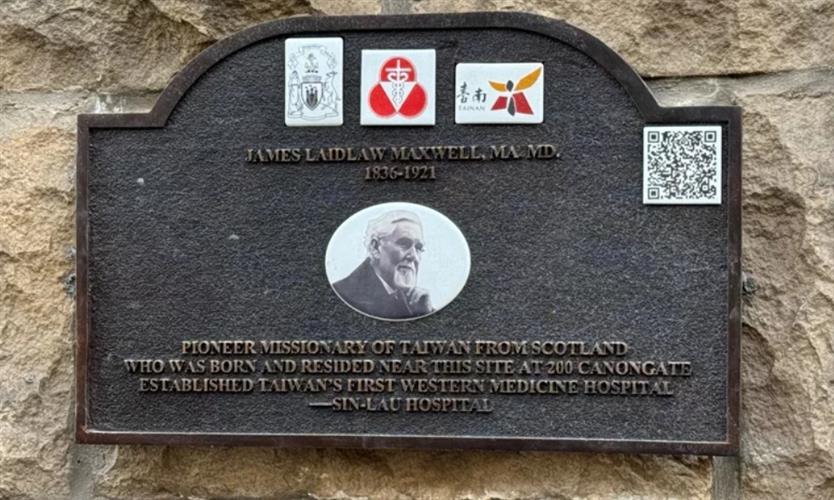 臺南
TAINAN
JAMES LAIDLAW MAXWELL, MA. MD.
1836-1921
PIONEER MISSIONARY OF TAIWAN FROM SCOTLAND
WHO WAS BORN AND RESIDED NEAR THIS SITE AT 200 CANONGATE
ESTABLISHED TAIWAN'S FIRST WESTERN MEDICINE HOSPITAL
—SIN-LAU HOSPITAL